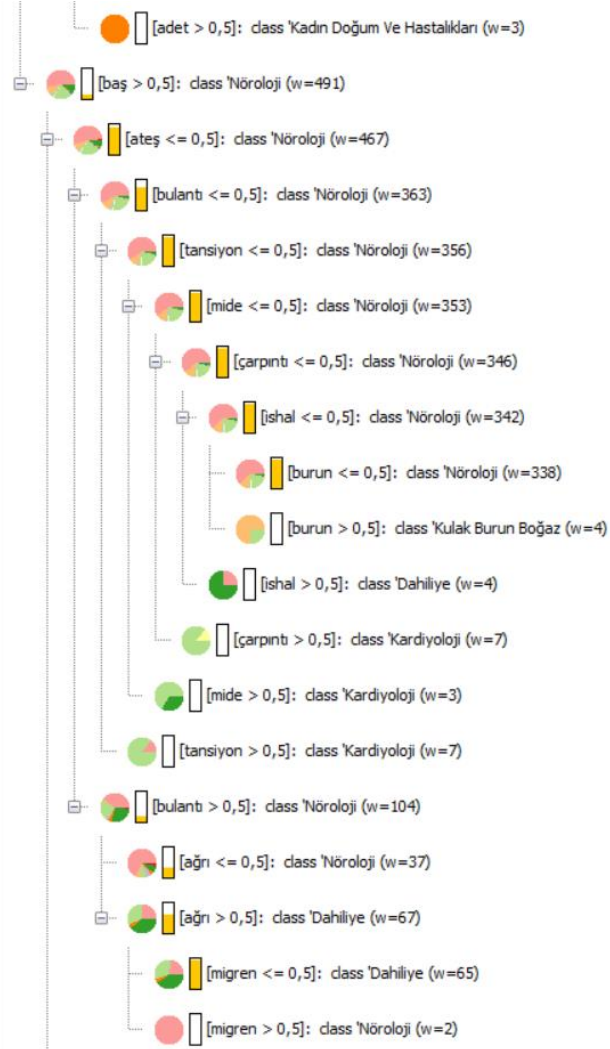 [adet > 0,5]: class 'Kadın Doğum Ve Hastalıkları (w=3)
[baş > 0,5]: class 'Nöroloji (w=491)
[ateş <= 0,5]: class 'Nöroloji (w=467)
[bulantı <= 0,5]: class 'Nöroloji (w=363)
[tansiyon <= 0,5]: class 'Nöroloji (w=356)
[mide <= 0,5]: class 'Nöroloji (w=353)
[çarpıntı <= 0,5]: class 'Nöroloji (w=346)
[ishal <= 0,5]: class 'Nöroloji (w=342)
[burun <= 0,5]: class 'Nöroloji (w=338)
[burun > 0,5]: class 'Kulak Burun Boğaz (w=4)
[ishal > 0,5]: class 'Dahiliye (w=4)
[çarpıntı > 0,5]: class 'Kardiyoloji (w=7)
[mide > 0,5]: class 'Kardiyoloji (w=3)
[tansiyon > 0,5]: class 'Kardiyoloji (w=7)
[bulantı > 0,5]: class 'Nöroloji (w=104)
[ağrı <= 0,5]: class 'Nöroloji (w=37)
[ağrı > 0,5]: class 'Dahiliye (w=67)
[migren <= 0,5]: class 'Dahiliye (w=65)
[migren > 0,5]: class 'Nöroloji (w=2)